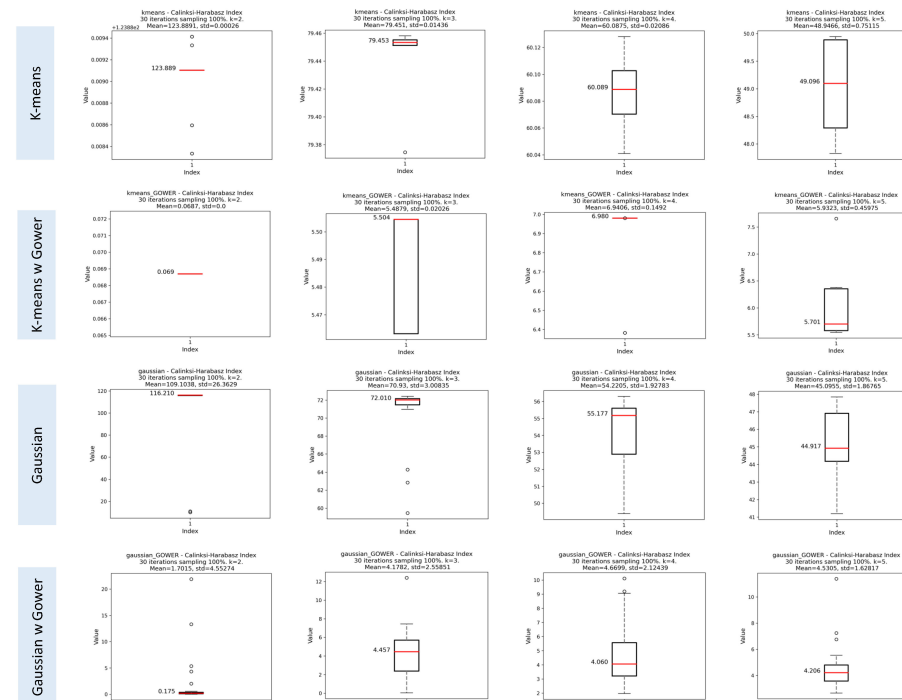 K-means
kmeans - Calinksi-Harabasz Index
30 iterations sampling 100%. k=2.
Mean=123.8891, std=0.00026
+1.2388e2
0.0094
0.0092
0.0090
0.0088
0.0086
0.0084
123.889
Value
1
Index
kmeans - Calinksi-Harabasz Index
30 iterations sampling 100%. k=3.
Mean=79.451, std=0.01436
79.46
79.44
79.42
79.40
79.38
79.453
Value
1
Index
kmeans - Calinksi-Harabasz Index
30 iterations sampling 100%. k=4.
Mean=60.0875, std=0.02086
60.12
60.10
60.08
60.06
60.04
60.089
Value
1
Index
kmeans - Calinksi-Harabasz Index
30 iterations sampling 100%. k=5.
Mean=48.9466, std=0.75115
50.0
49.5
49.0
48.5
48.0
49.096
Value
1
Index
K-means w Gower
kmeans_GOWER - Calinksi-Harabasz Index
30 iterations sampling 100%. k=2.
Mean=0.0687, std=0.0
0.072
0.071
0.070
0.069
0.068
0.067
0.066
0.065
0.069
Value
1
Index
kmeans_GOWER - Calinksi-Harabasz Index
30 iterations sampling 100%. k=3.
Mean=5.4879, std=0.02026
5.504
5.50
5.49
5.48
5.47
Value
1
Index
kmeans_GOWER - Calinksi-Harabasz Index
30 iterations sampling 100%. k=4.
Mean=6.9406, std=0.1492
7.0
6.9
6.8
6.7
6.6
6.5
6.4
6.980
Value
1
Index
kmeans_GOWER - Calinksi-Harabasz Index
30 iterations sampling 100%. k=5.
Mean=5.9323, std=0.45975
7.5
7.0
6.5
6.0
5.5
5.701
Value
1
Index
Gaussian
gaussian - Calinksi-Harabasz Index
30 iterations sampling 100%. k=2.
Mean=109.1038, std=26.3629
120
100
80
60
40
20
116.210
Value
1
Index
gaussian - Calinksi-Harabasz Index
30 iterations sampling 100%. k=3.
Mean=70.93, std=3.00835
72
70
68
66
64
62
60
72.010
Value
1
Index
gaussian - Calinksi-Harabasz Index
30 iterations sampling 100%. k=4.
Mean=54.2205, std=1.92783
56
55
54
53
52
51
50
55.177
Value
1
Index
gaussian - Calinksi-Harabasz Index
30 iterations sampling 100%. k=5.
Mean=45.0955, std=1.86765
48
47
46
45
44
43
42
41
44.917
Value
1
Index
Gaussian w Gower
gaussian_GOWER - Calinksi-Harabasz Index
30 iterations sampling 100%. k=2.
Mean=1.7015, std=4.55274
20
15
10
5
0
0.175
Value
gaussian_GOWER - Calinksi-Harabasz Index
30 iterations sampling 100%. k=3.
Mean=4.1782, std=2.55851
12
10
8
6
4
2
0
4.457
Value
gaussian_GOWER - Calinksi-Harabasz Index
30 iterations sampling 100%. k=4.
Mean=4.6699, std=2.12439
10
9
8
7
6
5
4
3
2
4.060
Value
gaussian_GOWER - Calinksi-Harabasz Index
30 iterations sampling 100%. k=5.
Mean=4.5305, std=1.62817
10
8
6
4
4.206
Value